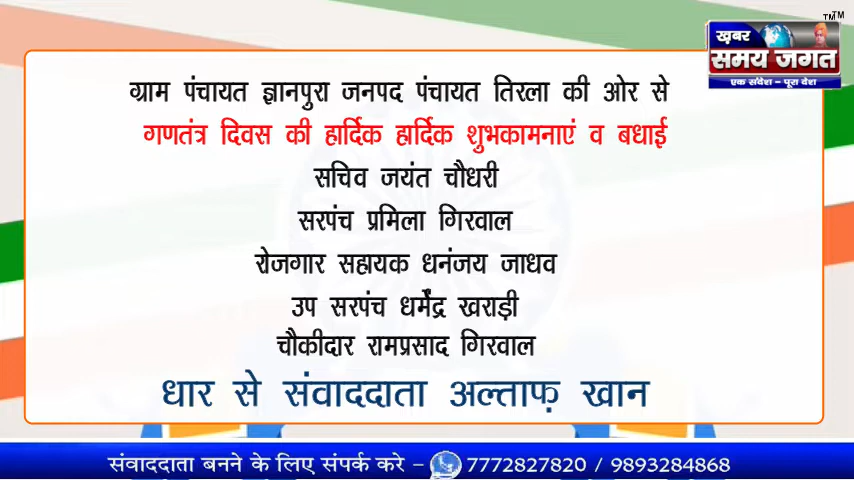 TM TM
ख़बर
समय जगत
एक संदेश - पूरा देश
ग्राम पंचायत ज्ञानपुरा जनपद पंचायत तिरला की ओर से
गणतंत्र दिवस की हार्दिक हार्दिक शुभकामनाएं व बधाई
सचिव जयंत चौधरी
सरपंच प्रमिला गिरवाल
रोजगार सहायक धनंजय जाधव
उप सरपंच धर्मेंद्र खराड़ी
चौकीदार रामप्रसाद गिरवाल
धार से संवाददाता अल्ताफ़ खान
संवाददाता बनने के लिए संपर्क करे - 7772827820 / 9893284868